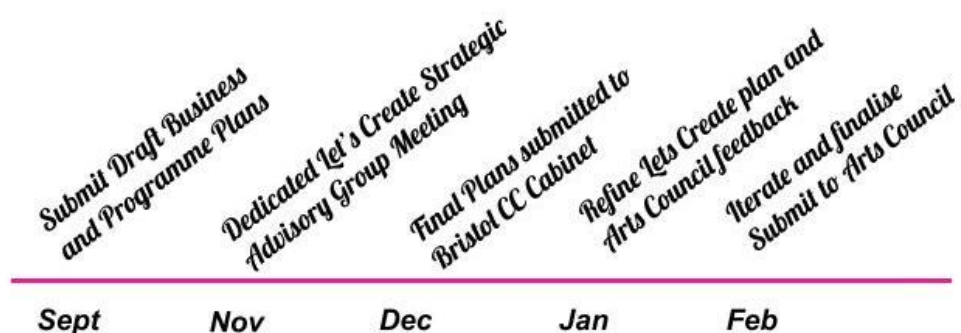 Submit Draft Business
and Programme Plans
Dedicated Let's Create Strategic
Advisory Group Meeting
Final Plans submitted to
Bristol CC Cabinet
Refine Lets Create plan and
Arts Council feedback
Iterate and finalise
Submit to Arts Council
Sept
Nov
Dec
Jan
Feb